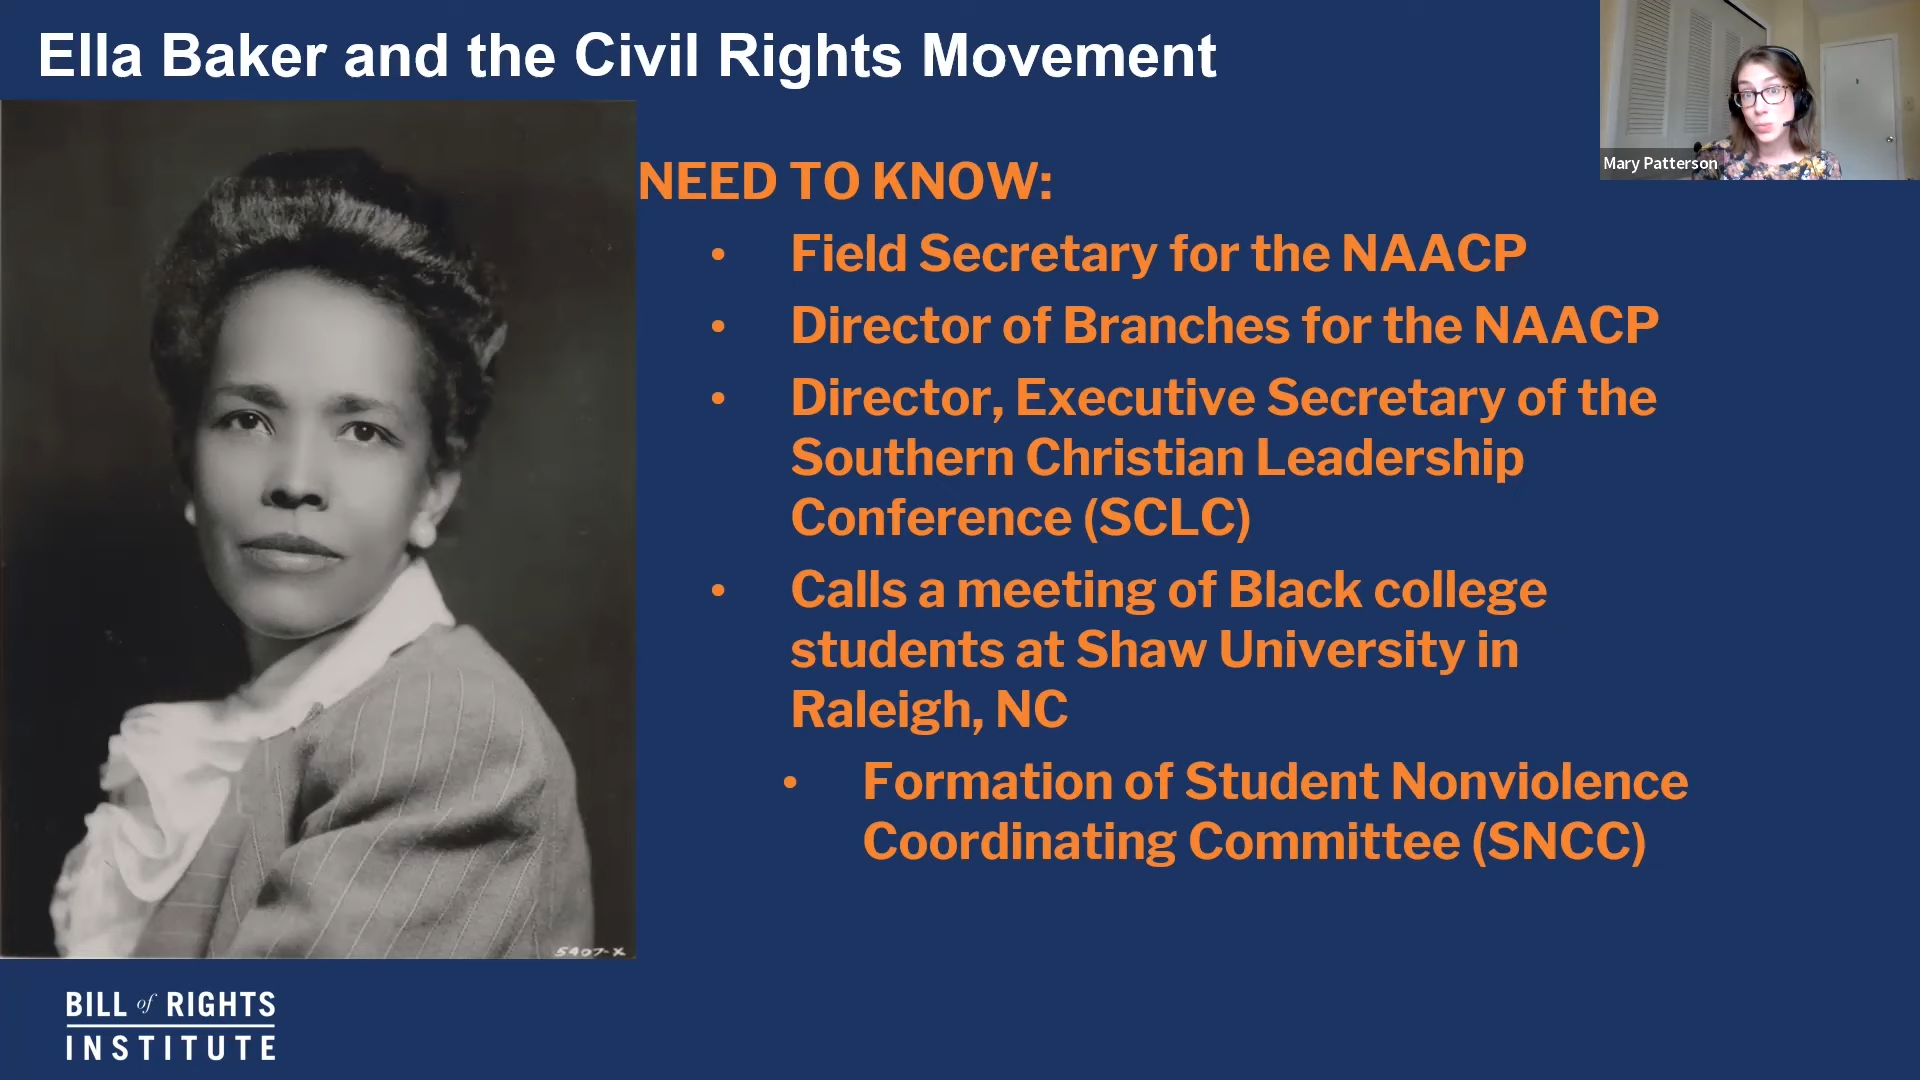 Ella Baker and the Civil Rights Movement
Mary Patterson
NEED TO KNOW:
• Field Secretary for the NAACP
• Director of Branches for the NAACP
• Director, Executive Secretary of the
Southern Christian Leadership
Conference (SCLC)
• Calls a meeting of Black college
students at Shaw University in
Raleigh, NC
• Formation of Student Nonviolence
Coordinating Committee (SNCC)
5407-X
BILL of RIGHTS
INSTITUTE